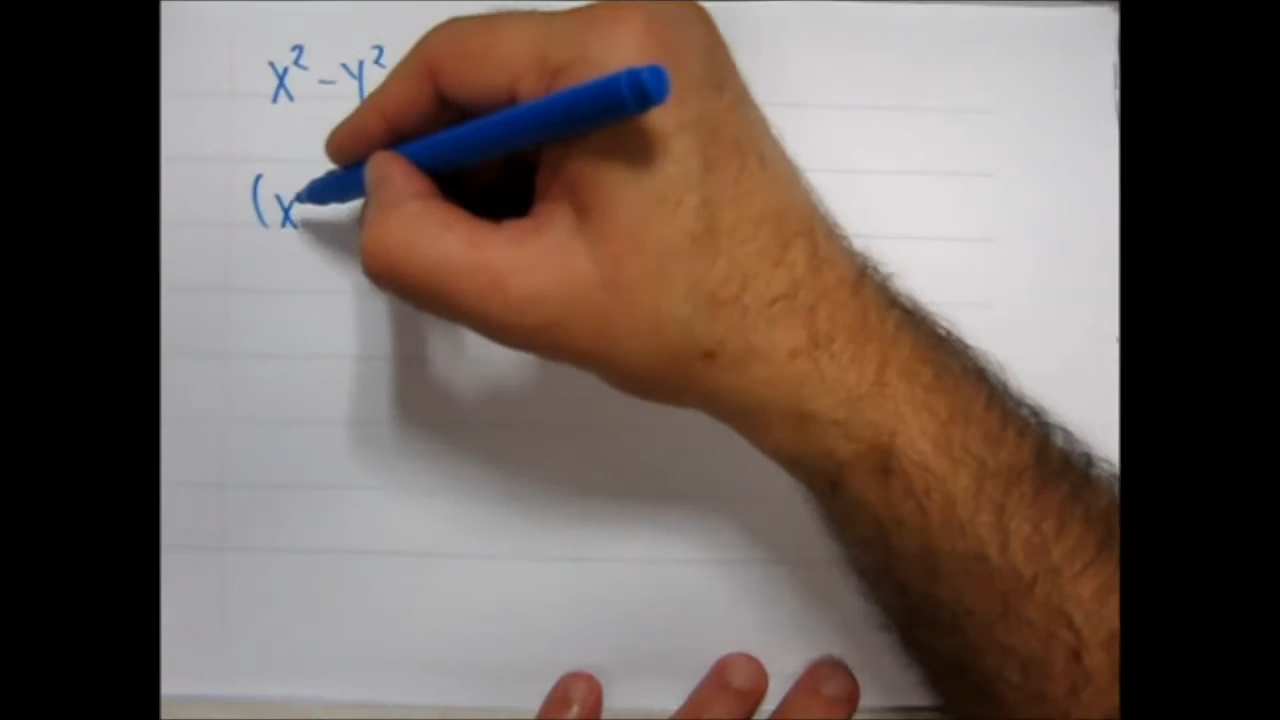 x² - y²
(x